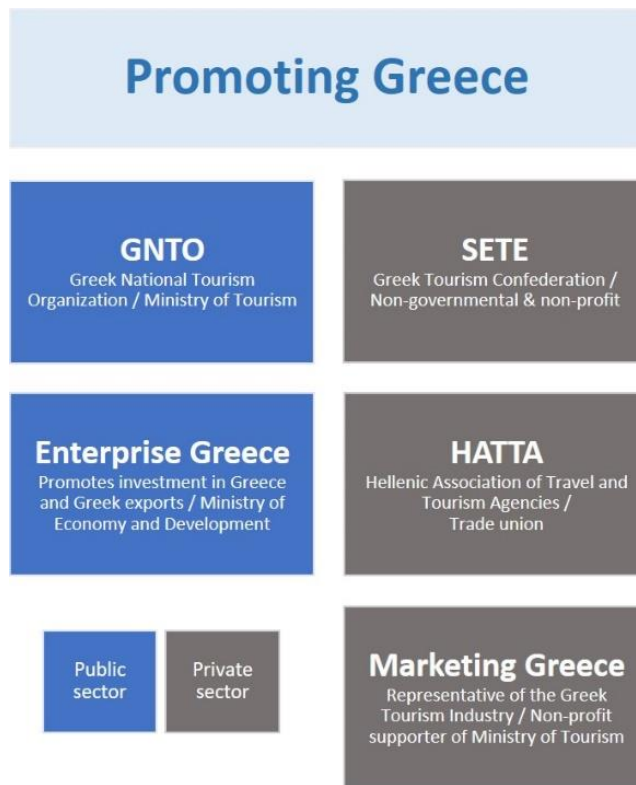 Promoting Greece
GNTO
Greek National Tourism
Organization / Ministry of Tourism
SETE
Greek Tourism Confederation /
Non-governmental & non-profit
Enterprise Greece
Promotes investment in Greece
and Greek exports / Ministry of
Economy and Development
HATTA
Hellenic Association of Travel and
Tourism Agencies /
Trade union
Public
sector
Private
sector
Marketing Greece
Representative of the Greek
Tourism Industry / Non-profit
supporter of Ministry of Tourism